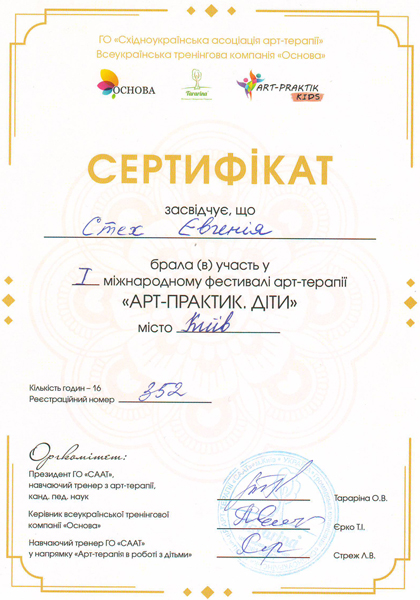 ГО «Східноукраїнська асоціація арт-терапії»
Всеукраїнська тренінгова компанія «Основа»
ОСНОВА
Tararina
ART-PRAKTIK
KIDS
СЕРТИФІКАТ
засвідчує, що
Стех Євгенія
брала (в) участь у
I міжнародному фестивалі арт-терапії
«АРТ-ПРАКТИК. ДІТИ»
місто Київ
Кількість годин – 16
Реєстраційний номер 352
Оргкомітет:
Президент ГО «СААТ»,
навчаючий тренер з арт-терапії,
канд. пед. наук
Тараріна О.В.
Керівник всеукраїнської тренінгової
компанії «Основа»
Єрко Т.І.
Навчаючий тренер ГО «СААТ»
у напрямку «Арт-терапія в роботі з дітьми»
Стреж Л.В.